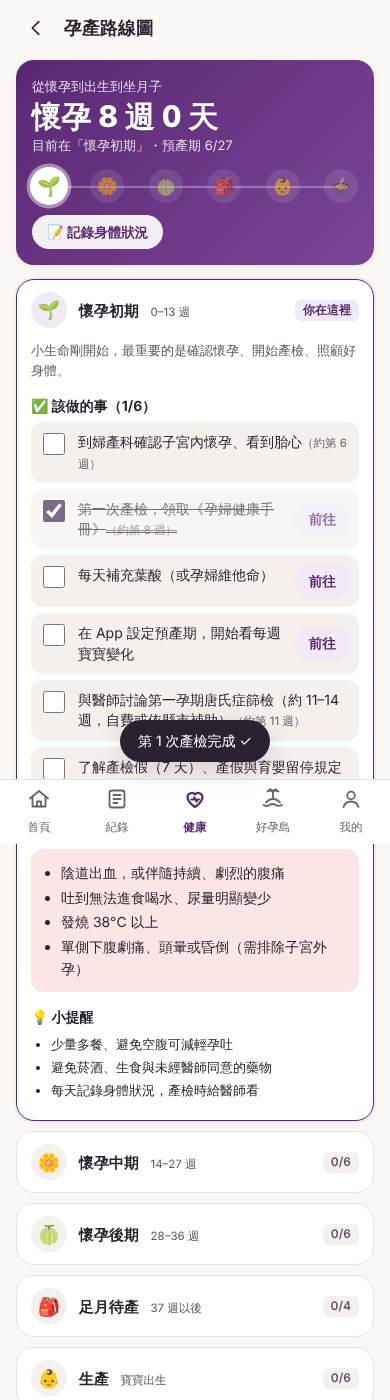 孕產路線圖
從懷孕到出生到坐月子
懷孕 8 週 0 天
目前在「懷孕初期」·預產期 6/27
📝 記錄身體狀況
懷孕初期 0–13 週
你在這裡
小生命剛開始，最重要的是確認懷孕、開始產檢、照顧好
身體。
✅ 該做的事（1/6）
到婦產科確認子宮內懷孕、看到胎心（約第 6
週）
第一次產檢，領取《孕婦健康手
冊》（約第 8 週）
前往
每天補充葉酸（或孕婦維他命）
前往
在 App 設定預產期，開始看每週
寶寶變化
前往
與醫師討論第一孕期唐氏症篩檢（約 11–14
週，自費或依縣市補助）（約第 11 週）
第 1 次產檢完成 ✓
了解產檢假（7 天）、產假與育嬰留停規定
首頁
紀錄
健康
好孕島
我的
• 陰道出血，或伴隨持續、劇烈的腹痛
• 吐到無法進食喝水、尿量明顯變少
• 發燒 38°C 以上
• 單側下腹劇痛、頭暈或昏倒（需排除子宮外
孕）
💡 小提醒
• 少量多餐、避免空腹可減輕孕吐
• 避免菸酒、生食與未經醫師同意的藥物
• 每天記錄身體狀況，產檢時給醫師看
懷孕中期 14–27 週
0/6
懷孕後期 28–36 週
0/6
足月待產 37 週以後
0/4
生產 寶寶出生
0/6